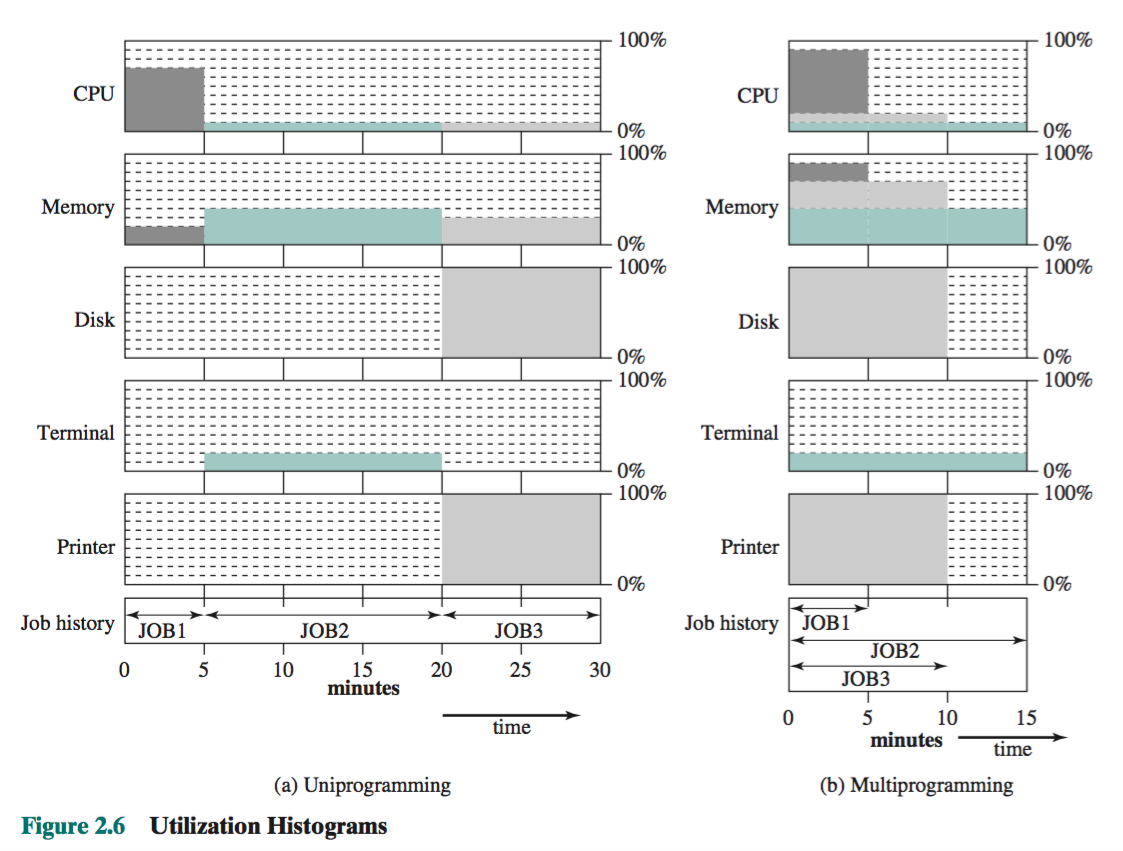 CPU
100%
0%
Memory
100%
0%
Disk
100%
0%
Terminal
100%
0%
Printer
100%
0%
Job history
JOB1 JOB2 JOB3
0 5 10 15 20 25 30
minutes
time
(a) Uniprogramming
CPU
100%
0%
Memory
100%
0%
Disk
100%
0%
Terminal
100%
0%
Printer
100%
0%
Job history
JOB1
JOB2
JOB3
0 5 10 15
minutes
time
(b) Multiprogramming
Figure 2.6 Utilization Histograms